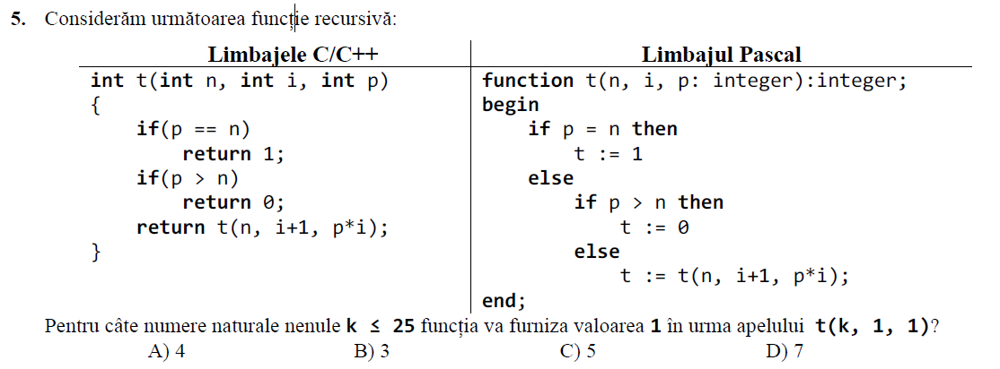 5. Considerăm următoarea funcție recursivă:
Limbajele C/C++
int t(int n, int i, int p)
{
    if(p == n)
        return 1;
    if(p > n)
        return 0;
    return t(n, i+1, p*i);
}
Limbajul Pascal
function t(n, i, p: integer):integer;
begin
    if p = n then
        t := 1
    else
        if p > n then
            t := 0
        else
            t := t(n, i+1, p*i);
end;
Pentru câte numere naturale nenule k ≤ 25 funcția va furniza valoarea 1 în urma apelului t(k, 1, 1)?
A) 4 B) 3 C) 5 D) 7